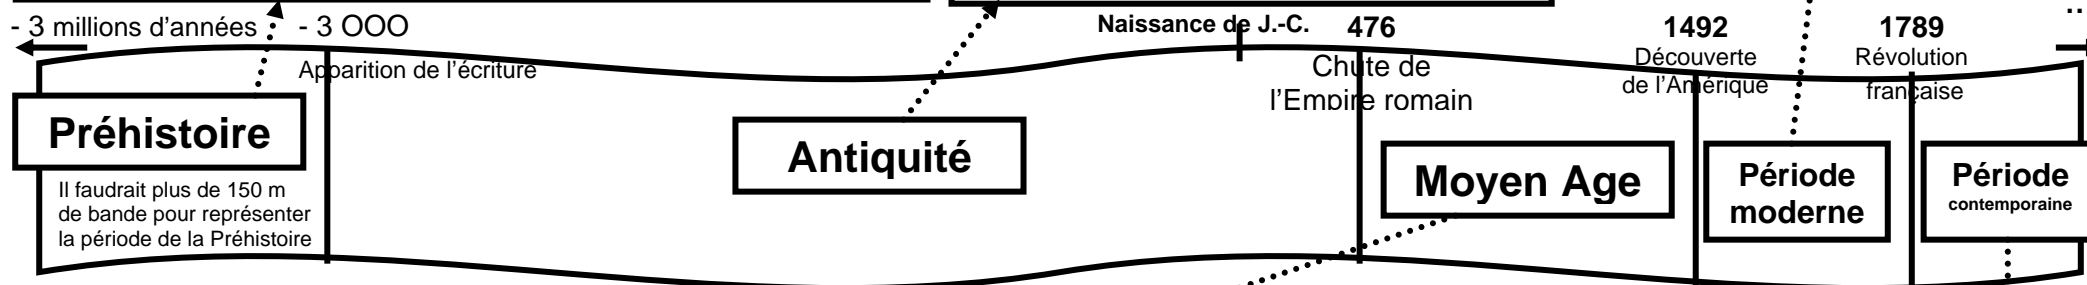 - 3 millions d'années
- 3 OOO
Apparition de l'écriture
Naissance de J.-C.
476
Chute de
l'Empire romain
1492
Découverte
de l'Amérique
1789
Révolution
française
..
Préhistoire
Il faudrait plus de 150 m
de bande pour représenter
la période de la Préhistoire
Antiquité
Moyen Age
Période
moderne
Période
contemporaine